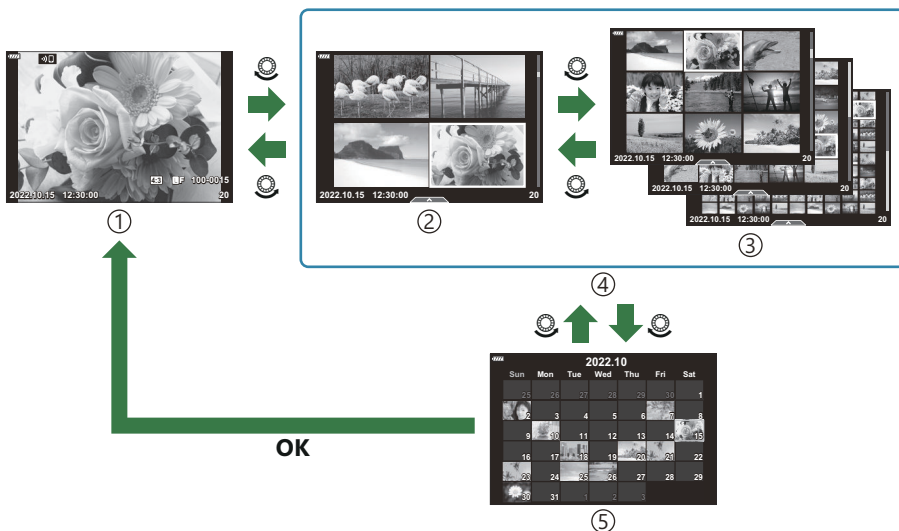 4:3 LF 100-0015
2022.10.15 12:30:00 20
①
2022.10.15 12:30:00 20
②
2022.10.15 12:30:00 20
2022.10.15 12:30:00 20
2022.10.15 12:30:00 20
③
④
2022.10
Sun Mon Tue Wed Thu Fri Sat
25 26 27 28 29 30 1
2 3 4 5 6 7 8
9 10 11 12 13 14 15
16 17 18 19 20 21 22
23 24 25 26 27 28 29
30 31 1 2 3
OK
⑤